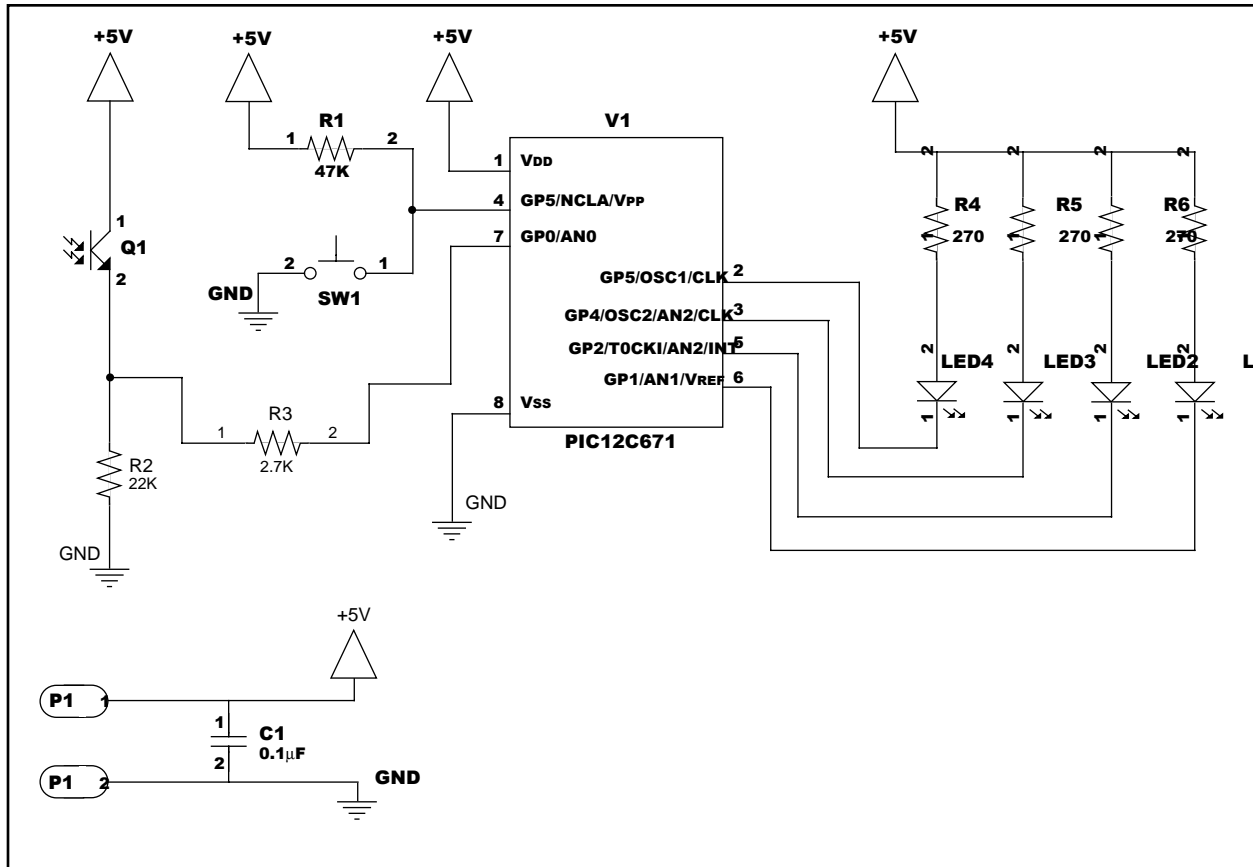 +5V
+5V
+5V
+5V
R1
1
2
47K
V1
1
VDD
4
GP5/NCLA/VPP
7
GP0/AN0
1
Q1
2
2
1
GND
SW1
GP5/OSC1/CLK
2
GP4/OSC2/AN2/CLK
3
GP2/T0CKI/AN2/INT
5
GP1/AN1/VREF
6
8
VSS
PIC12C671
2
2
2
2
R4
R5
R6
1
270
1
270
1
270
1
2
2
2
2
LED4
LED3
LED2
L
1
1
1
1
R3
1
2
2.7K
R2
22K
GND
GND
+5V
P1
1
1
C1
0.1µF
2
P1
2
GND